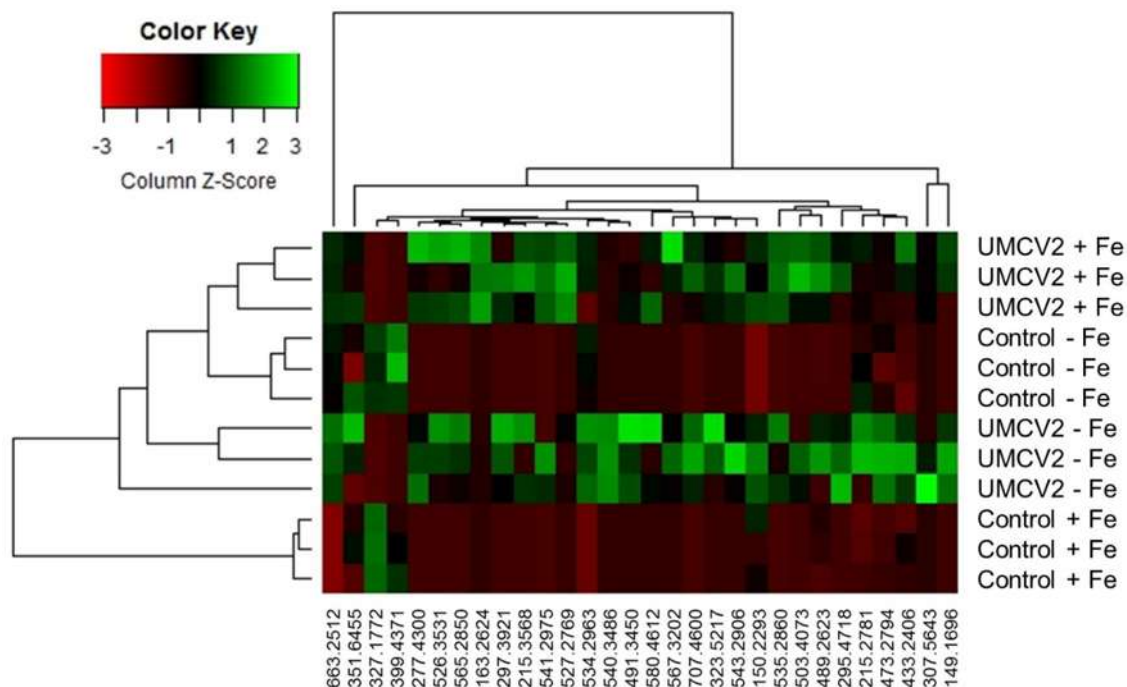 Color Key
-3 -1 1 2 3
Column Z-Score
UMCV2 + Fe
UMCV2 + Fe
UMCV2 + Fe
Control - Fe
Control - Fe
Control - Fe
UMCV2 - Fe
UMCV2 - Fe
UMCV2 - Fe
Control + Fe
Control + Fe
Control + Fe
663.2512
351.6455
327.1772
399.4371
277.4300
526.3531
565.2850
163.2624
297.3921
215.3568
541.2975
527.2769
534.2963
540.3486
491.3450
580.4612
567.3202
707.4600
323.5217
543.2906
150.2293
535.2860
503.4073
489.2623
295.4718
215.2781
473.2794
433.2406
307.5643
149.1696